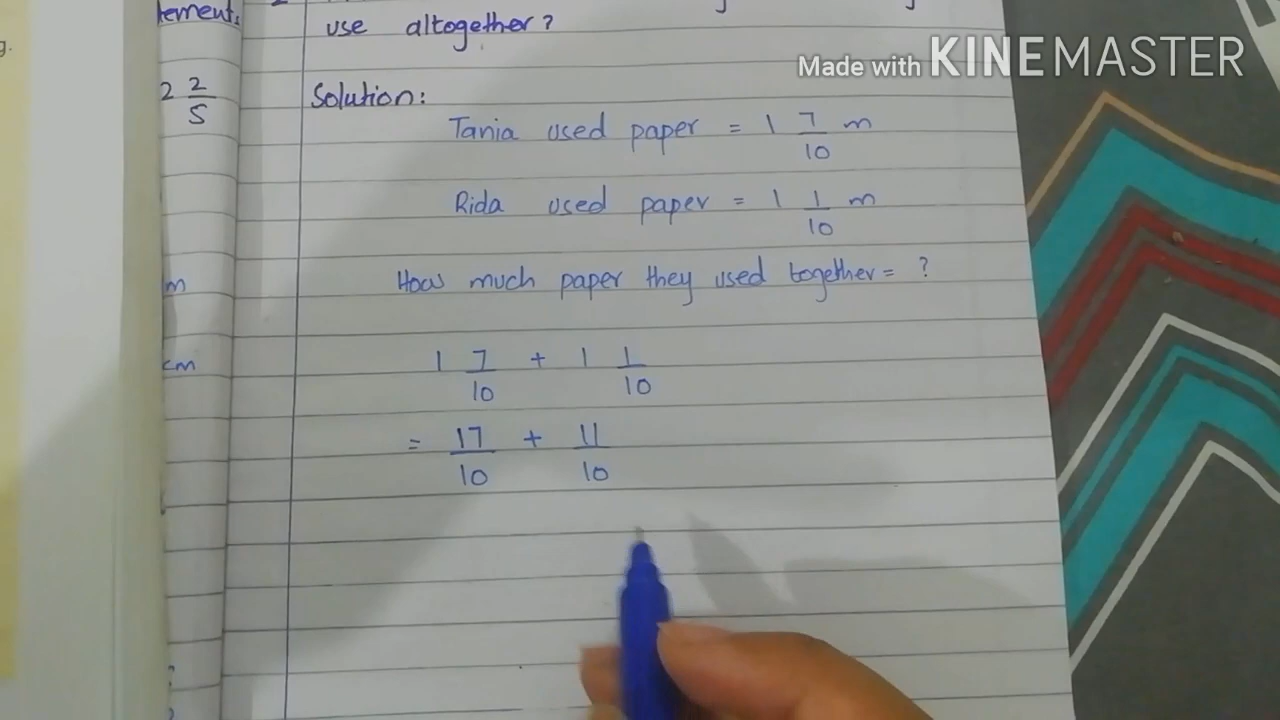 use altogether?
Made with KINEMASTER
2 2/5
Solution:
Tania used paper = 1 7/10 m
Rida used paper = 1 1/10 m
How much paper they used together = ?
m
1 7/10 + 1 1/10
cm
= 17/10 + 11/10